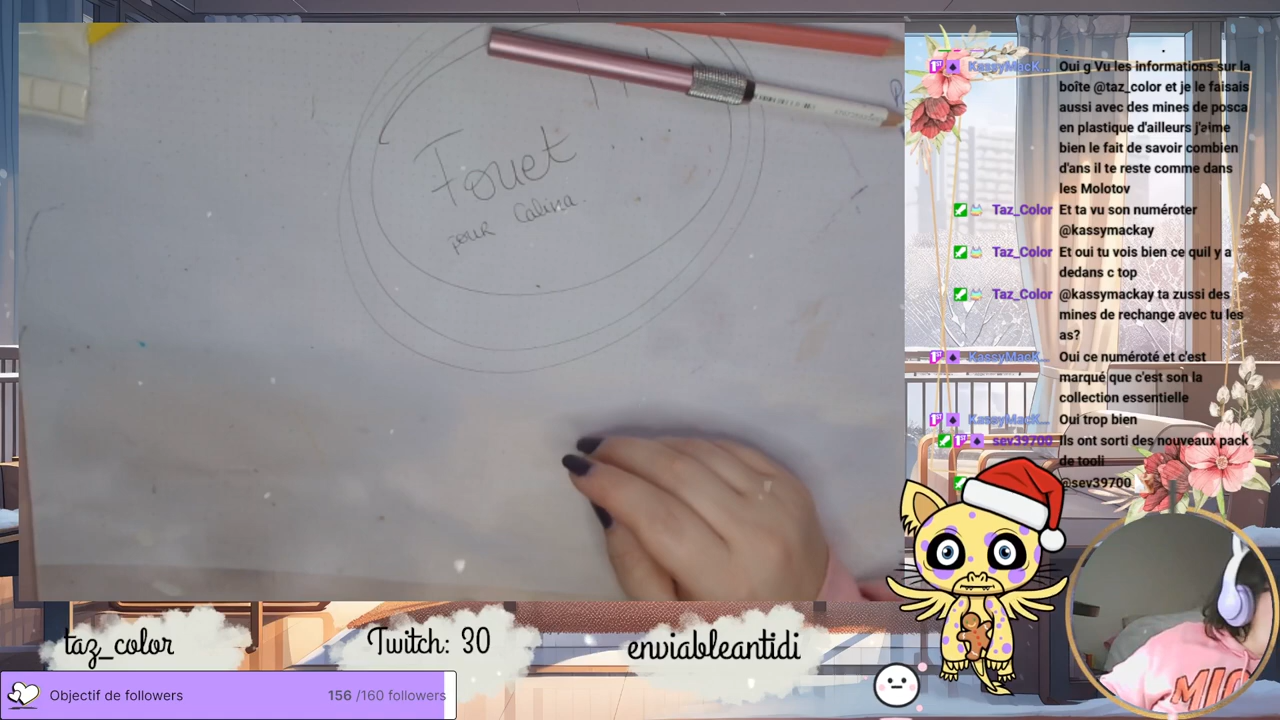 Fouet
pour Calina.
KassyMacK...
Oui g Vu les informations sur la
boîte @taz_color et je le faisais
aussi avec des mines de posca
en plastique d'ailleurs j'aime
bien le fait de savoir combien
d'ans il te reste comme dans
les Molotov
Taz_Color Et ta vu son numéroter
@kassymackay
Taz_Color Et oui tu vois bien ce quil y a
dedans c top
Taz_Color @kassymackay ta zussi des
mines de rechange avec tu les
as?
KassyMacK... Oui ce numéroté et c'est
marqué que c'est son la
collection essentielle
KassyMacK... Oui trop bien
sev39700 Ils ont sorti des nouveaux pack
de tooli
@sev39700
taz_color
Twitch: 30
enviableantidi
Objectif de followers 156 /160 followers
MIC